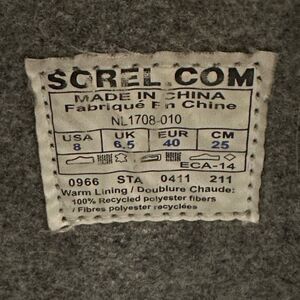 SOREL.COM
MADE IN CHINA
Fabriqué En Chine
NL1708-010
USA UK EUR CM
8 6.5 40 25
ECA-14
0966 STA 0411 211
Warm Lining / Doublure Chaude:
100% Recycled polyester fibers
/ Fibres polyester recyclées